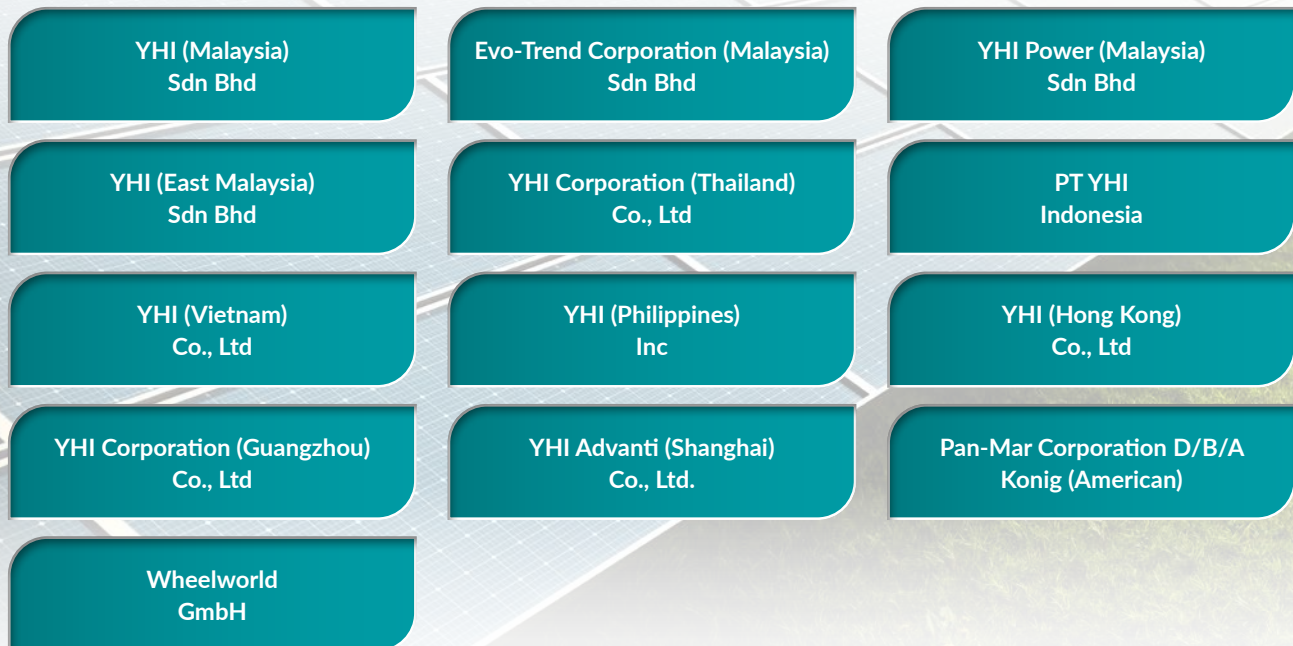 YHI (Malaysia)
Sdn Bhd
Evo-Trend Corporation (Malaysia)
Sdn Bhd
YHI Power (Malaysia)
Sdn Bhd
YHI (East Malaysia)
Sdn Bhd
YHI Corporation (Thailand)
Co., Ltd
PT YHI
Indonesia
YHI (Vietnam)
Co., Ltd
YHI (Philippines)
Inc
YHI (Hong Kong)
Co., Ltd
YHI Corporation (Guangzhou)
Co., Ltd
YHI Advanti (Shanghai)
Co., Ltd.
Pan-Mar Corporation D/B/A
Konig (American)
Wheelworld
GmbH